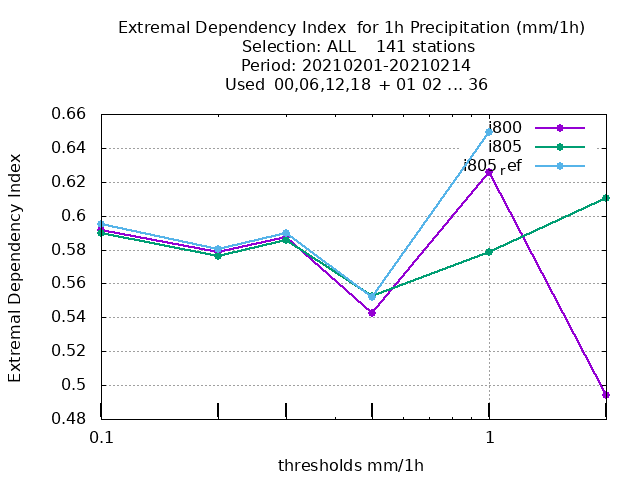 Extremal Dependency Index  for 1h Precipitation (mm/1h)
Selection: ALL    141 stations
Period: 20210201-20210214
Used  00,06,12,18 + 01 02 ... 36
0.66
0.64
0.62
0.6
0.58
0.56
0.54
0.52
0.5
0.48
Extremal Dependency Index
i800
i805
i805ref
0.1
1
thresholds mm/1h